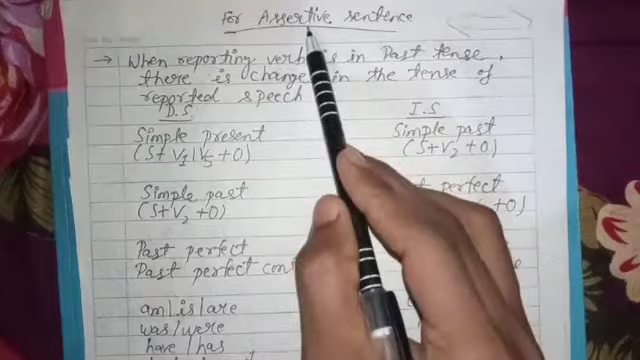 For Assertive sentence
→ When reporting verb is in Past tense,
there is change in the tense of
reported speech
D.S. I.S
Simple present Simple past
(S+V1/V5+O) (S+V2+O)
Simple past perfect
(S+V2+O) +O)
Past perfect
Past perfect
am/is/are
was/were
have/has